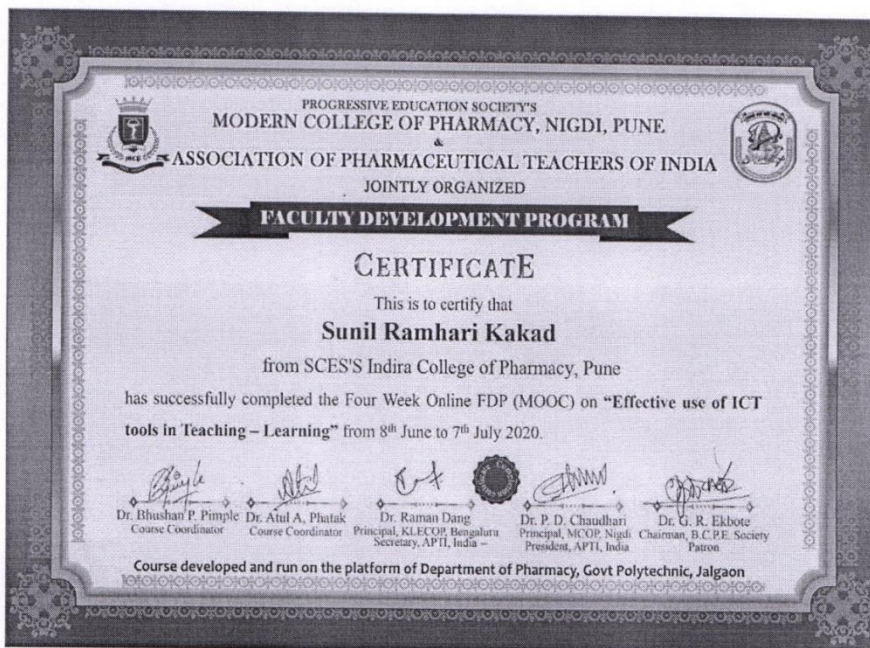 PROGRESSIVE EDUCATION SOCIETY'S
MODERN COLLEGE OF PHARMACY, NIGDI, PUNE
&
ASSOCIATION OF PHARMACEUTICAL TEACHERS OF INDIA
JOINTLY ORGANIZED
FACULTY DEVELOPMENT PROGRAM
CERTIFICATE
This is to certify that
Sunil Ramhari Kakad
from SCES'S Indira College of Pharmacy, Pune
has successfully completed the Four Week Online FDP (MOOC) on “Effective use of ICT
tools in Teaching – Learning” from 8th June to 7th July 2020.
Dr. Bhushan P. Pimple
Course Coordinator
Dr. Atul A, Phatak
Course Coordinator
Dr. Raman Dang
Principal, KLECOP, Bengaluru
Secretary, APTI, India –
Dr. P. D. Chaudhari
Principal, MCOP, Nigdi
President, APTI, India
Dr. G. R. Ekbote
Chairman, B.C.P.E. Society
Patron
Course developed and run on the platform of Department of Pharmacy, Govt Polytechnic, Jalgaon